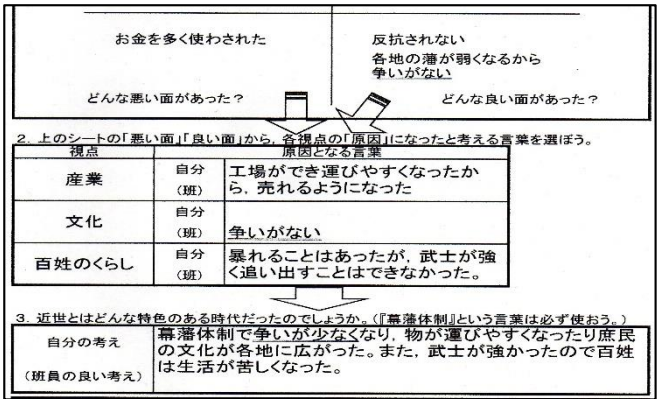 お金を多く使わされた
反抗されない
各地の藩が弱くなるから
争いがない
どんな悪い面があった?
どんな良い面があった?
2. 上のシートの「悪い面」「良い面」から,各視点の「原因」になったと考える言葉を選ぼう。
視点
原因となる言葉
産業
自分
(班)
工場ができ運びやすくなったか
ら,売れるようになった
文化
自分
(班)
争いがない
百姓のくらし
自分
(班)
暴れることはあったが,武士が強
く追い出すことはできなかった。
3. 近世とはどんな特色のある時代だったのでしょうか。(『幕藩体制』という言葉は必ず使おう。)
自分の考え
(班員の良い考え)
幕藩体制で争いが少なくなり,物が運びやすくなったり庶民
の文化が各地に広がった。また,武士が強かったので百姓
は生活が苦しくなった。